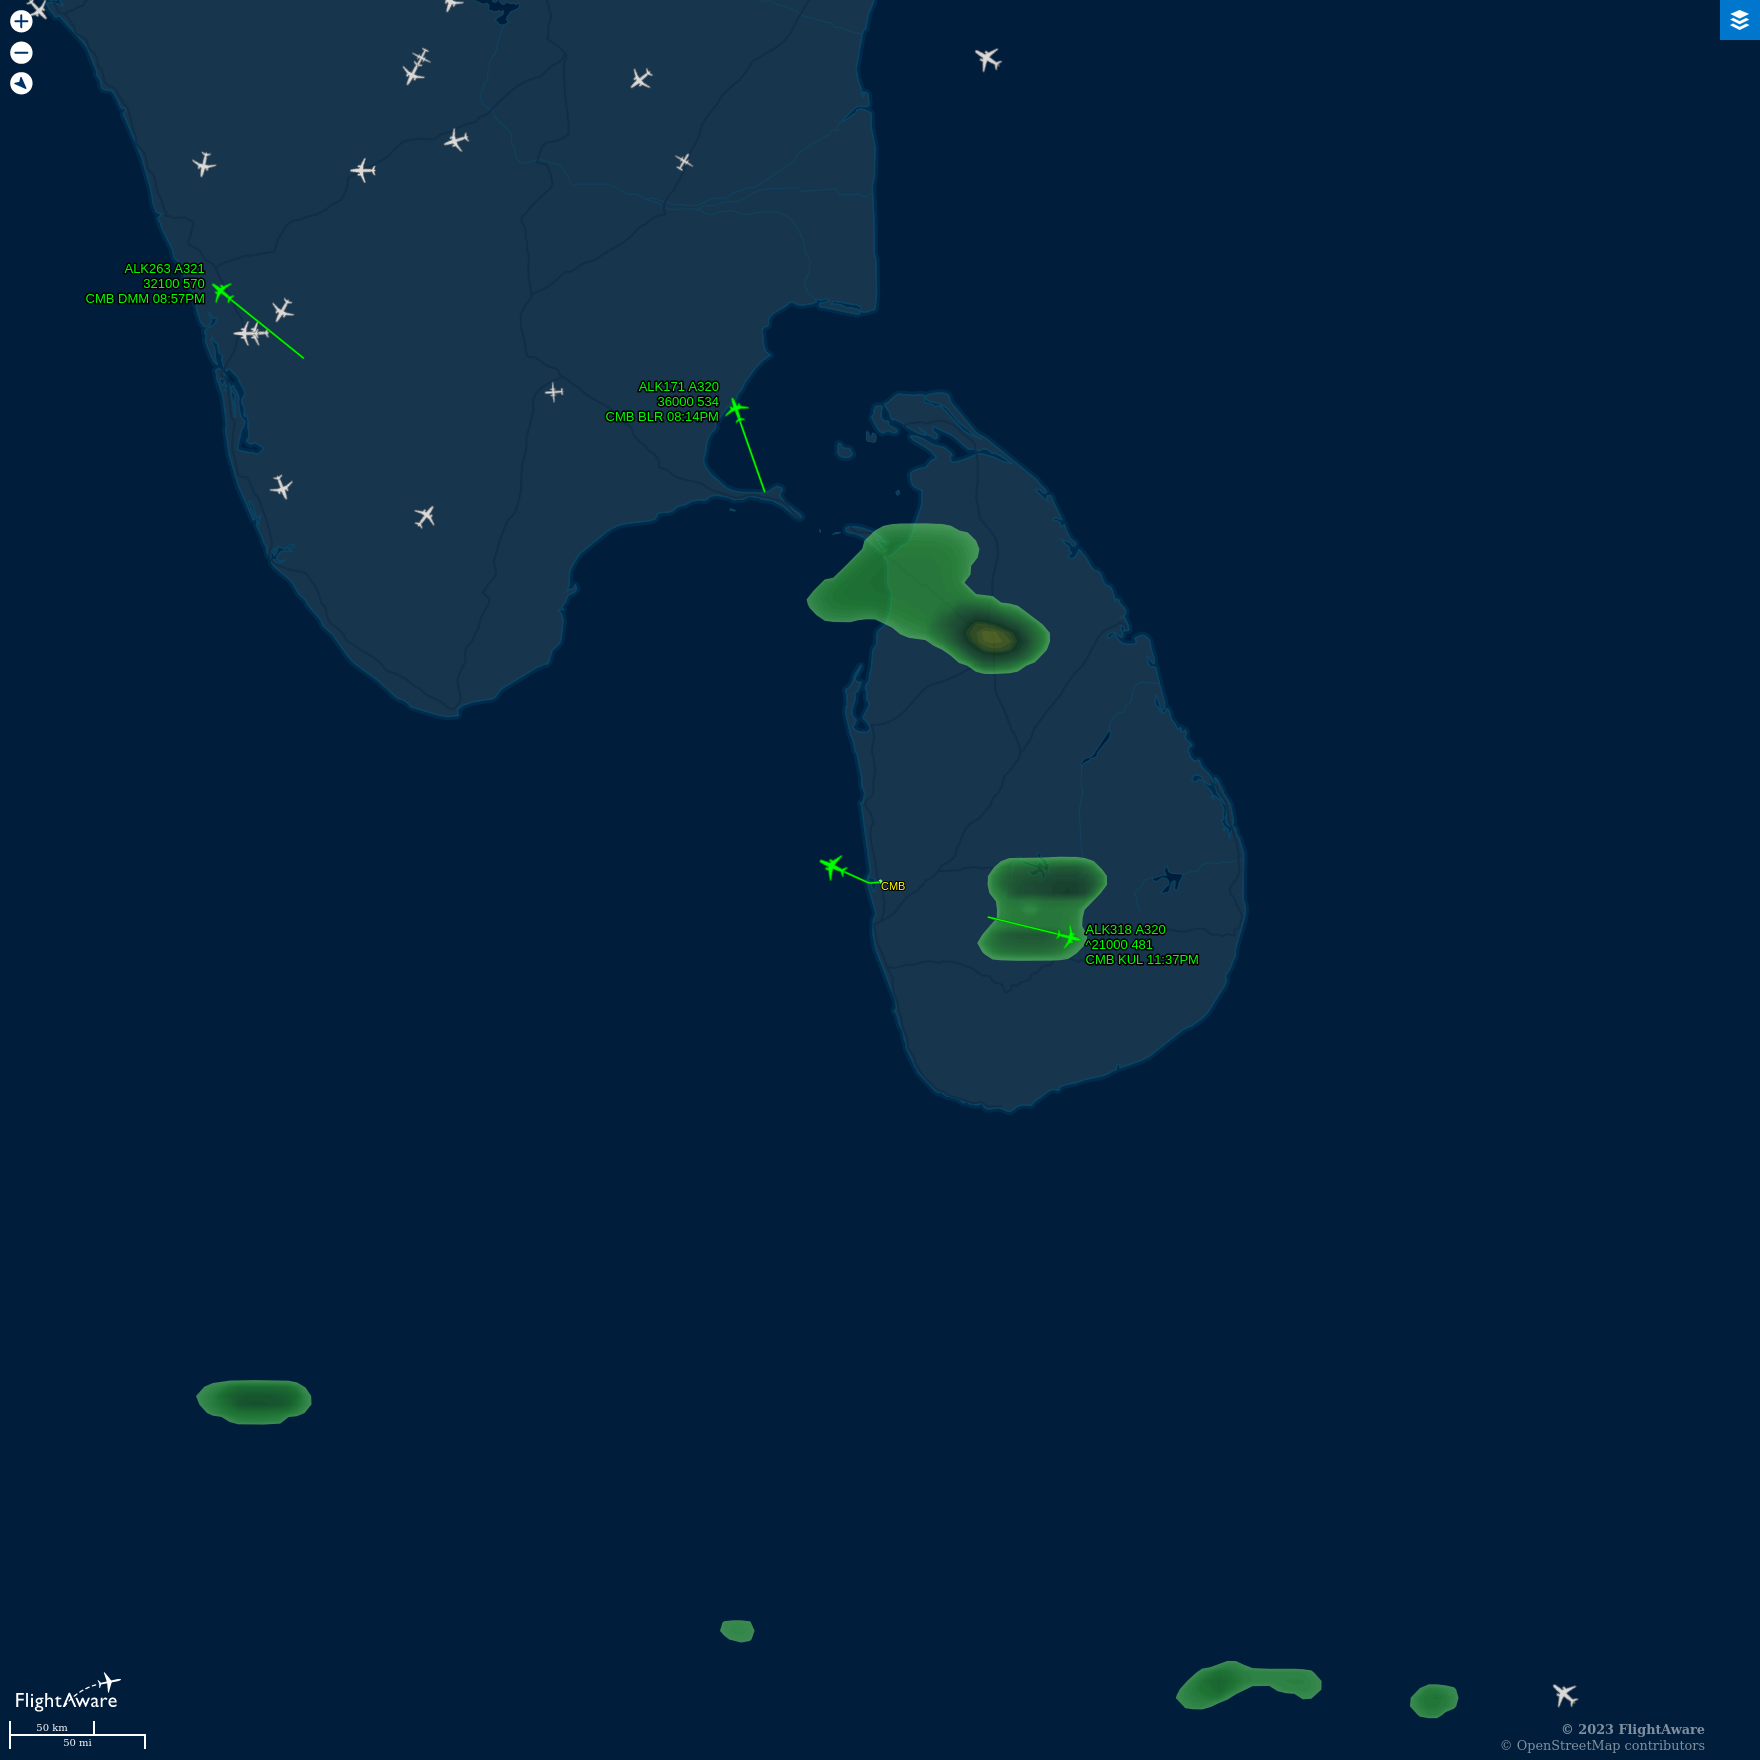 ALK263 A321
32100 570
CMB DMM 08:57PM
ALK171 A320
36000 534
CMB BLR 08:14PM
CMB
ALK318 A320
^21000 481
CMB KUL 11:37PM
FlightAware
50 km
50 mi
© 2023 FlightAware
© OpenStreetMap contributors